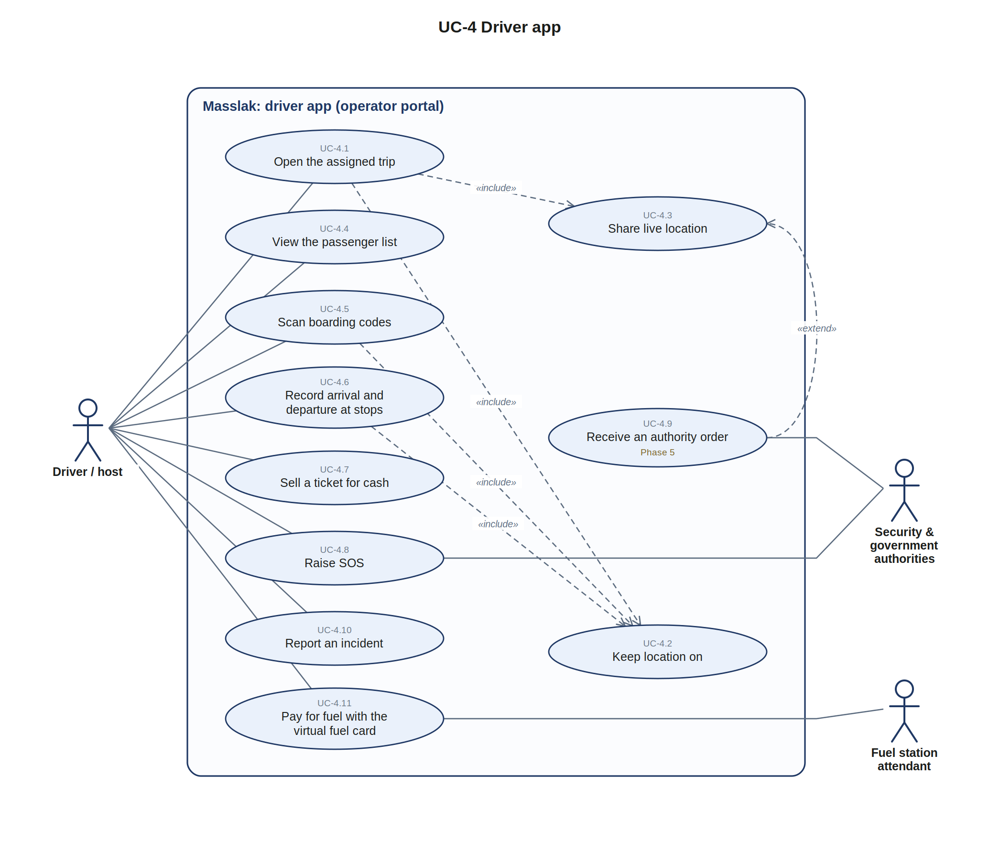 UC-4 Driver app
Masslak: driver app (operator portal)
UC-4.1
Open the assigned trip
«include»
UC-4.3
Share live location
UC-4.4
View the passenger list
UC-4.5
Scan boarding codes
«extend»
UC-4.6
Record arrival and
departure at stops
«include»
UC-4.9
Receive an authority order
Phase 5
Driver / host
UC-4.7
Sell a ticket for cash
«include»
«include»
Security &
government
authorities
UC-4.8
Raise SOS
UC-4.10
Report an incident
UC-4.2
Keep location on
UC-4.11
Pay for fuel with the
virtual fuel card
Fuel station
attendant